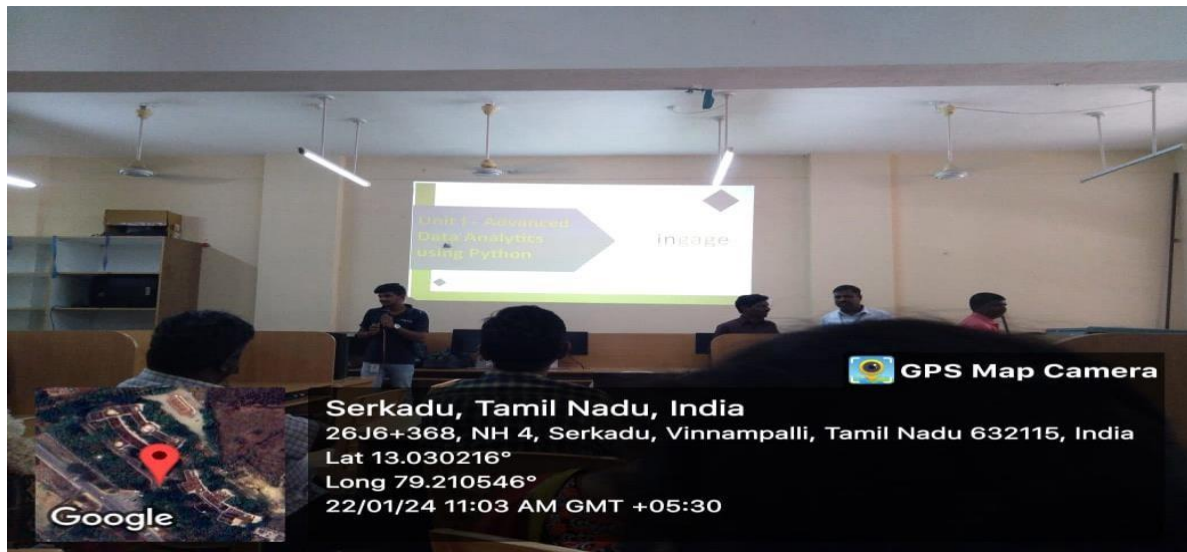 Unit I - Advanced
Data Analytics
using Python
ingage
GPS Map Camera
Serkadu, Tamil Nadu, India
26J6+368, NH 4, Serkadu, Vinnampalli, Tamil Nadu 632115, India
Lat 13.030216°
Long 79.210546°
22/01/24 11:03 AM GMT +05:30
Google